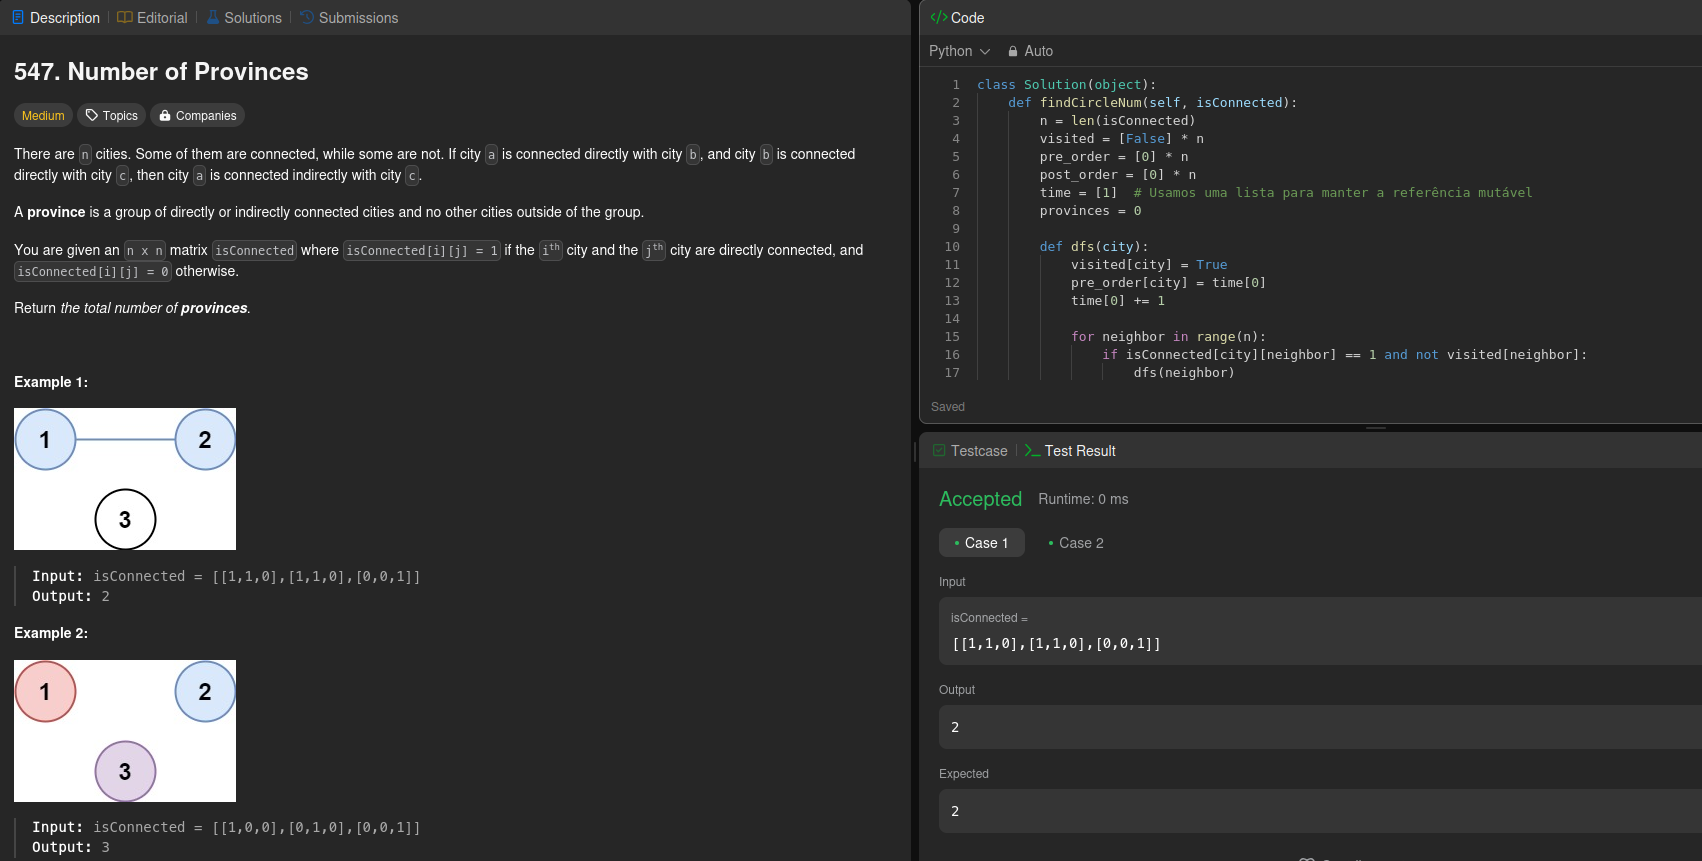 Description
Editorial
Solutions
Submissions
547. Number of Provinces
Medium
Topics
Companies
There are n cities. Some of them are connected, while some are not. If city a is connected directly with city b, and city b is connected
directly with city c, then city a is connected indirectly with city c.
A province is a group of directly or indirectly connected cities and no other cities outside of the group.
You are given an n x n matrix isConnected where isConnected[i][j] = 1 if the ith city and the jth city are directly connected, and
isConnected[i][j] = 0 otherwise.
Return the total number of provinces.
Example 1:
1
2
3
Input: isConnected = [[1,1,0],[1,1,0],[0,0,1]]
Output: 2
Example 2:
1
2
3
Input: isConnected = [[1,0,0],[0,1,0],[0,0,1]]
Output: 3
</> Code
Python
Auto
1 class Solution(object):
2 def findCircleNum(self, isConnected):
3 n = len(isConnected)
4 visited = [False] * n
5 pre_order = [0] * n
6 post_order = [0] * n
7 time = [1] # Usamos uma lista para manter a referência mutável
8 provinces = 0
9
10 def dfs(city):
11 visited[city] = True
12 pre_order[city] = time[0]
13 time[0] += 1
14
15 for neighbor in range(n):
16 if isConnected[city][neighbor] == 1 and not visited[neighbor]:
17 dfs(neighbor)
Saved
Testcase
Test Result
Accepted
Runtime: 0 ms
Case 1
Case 2
Input
isConnected =
[[1,1,0],[1,1,0],[0,0,1]]
Output
2
Expected
2